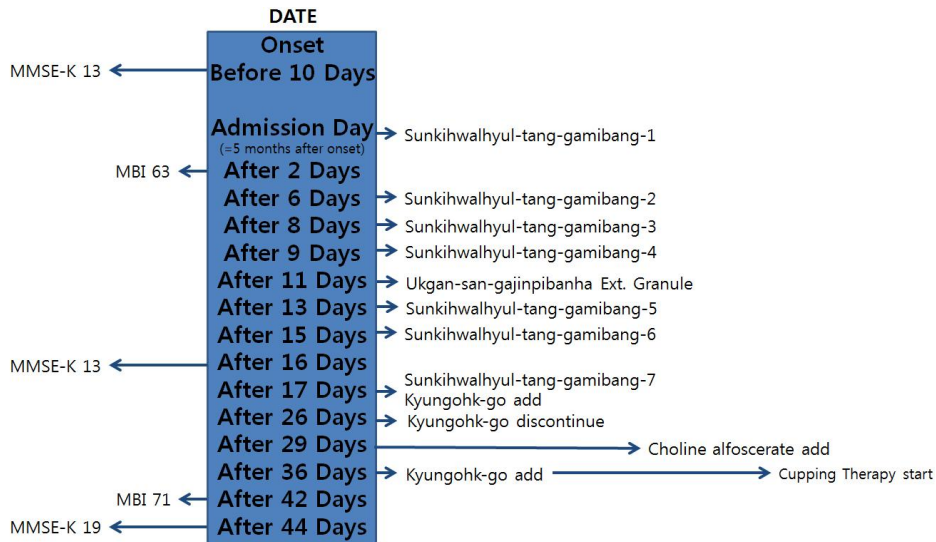 DATE
Onset
MMSE-K 13
Before 10 Days
Admission Day
Sunkihwalhyul-tang-gamibang-1
(=5 months after onset)
MBI 63
After 2 Days
After 6 Days
Sunkihwalhyul-tang-gamibang-2
After 8 Days
Sunkihwalhyul-tang-gamibang-3
After 9 Days
Sunkihwalhyul-tang-gamibang-4
After 11 Days
Ukgan-san-gajinpibanha Ext. Granule
After 13 Days
Sunkihwalhyul-tang-gamibang-5
After 15 Days
Sunkihwalhyul-tang-gamibang-6
MMSE-K 13
After 16 Days
After 17 Days
Sunkihwalhyul-tang-gamibang-7
Kyungohk-go add
After 26 Days
Kyungohk-go discontinue
After 29 Days
Choline alfoscerate add
After 36 Days
Kyungohk-go add
Cupping Therapy start
MBI 71
After 42 Days
MMSE-K 19
After 44 Days